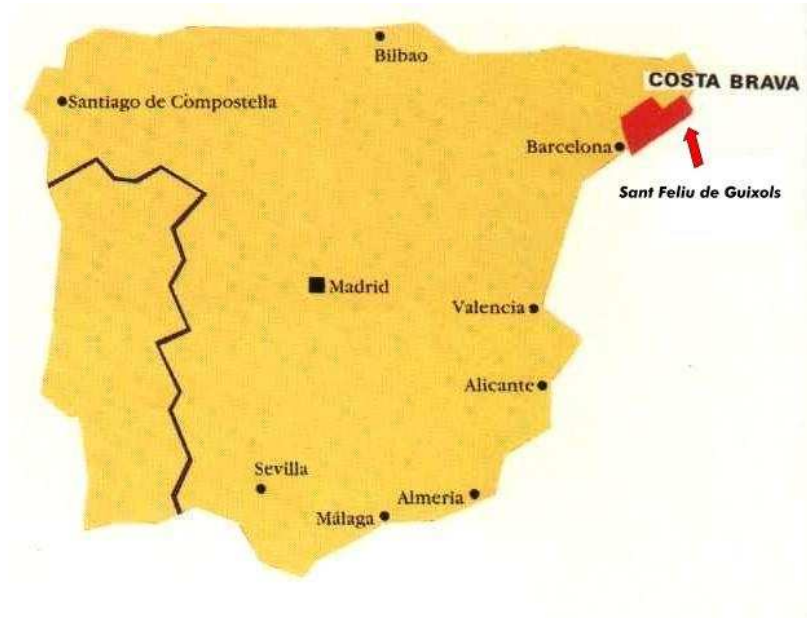 Bilbao
COSTA BRAVA
Santiago de Compostella
Barcelona
Sant Feliu de Guixols
Madrid
Valencia
Alicante
Sevilla
Almeria
Málaga